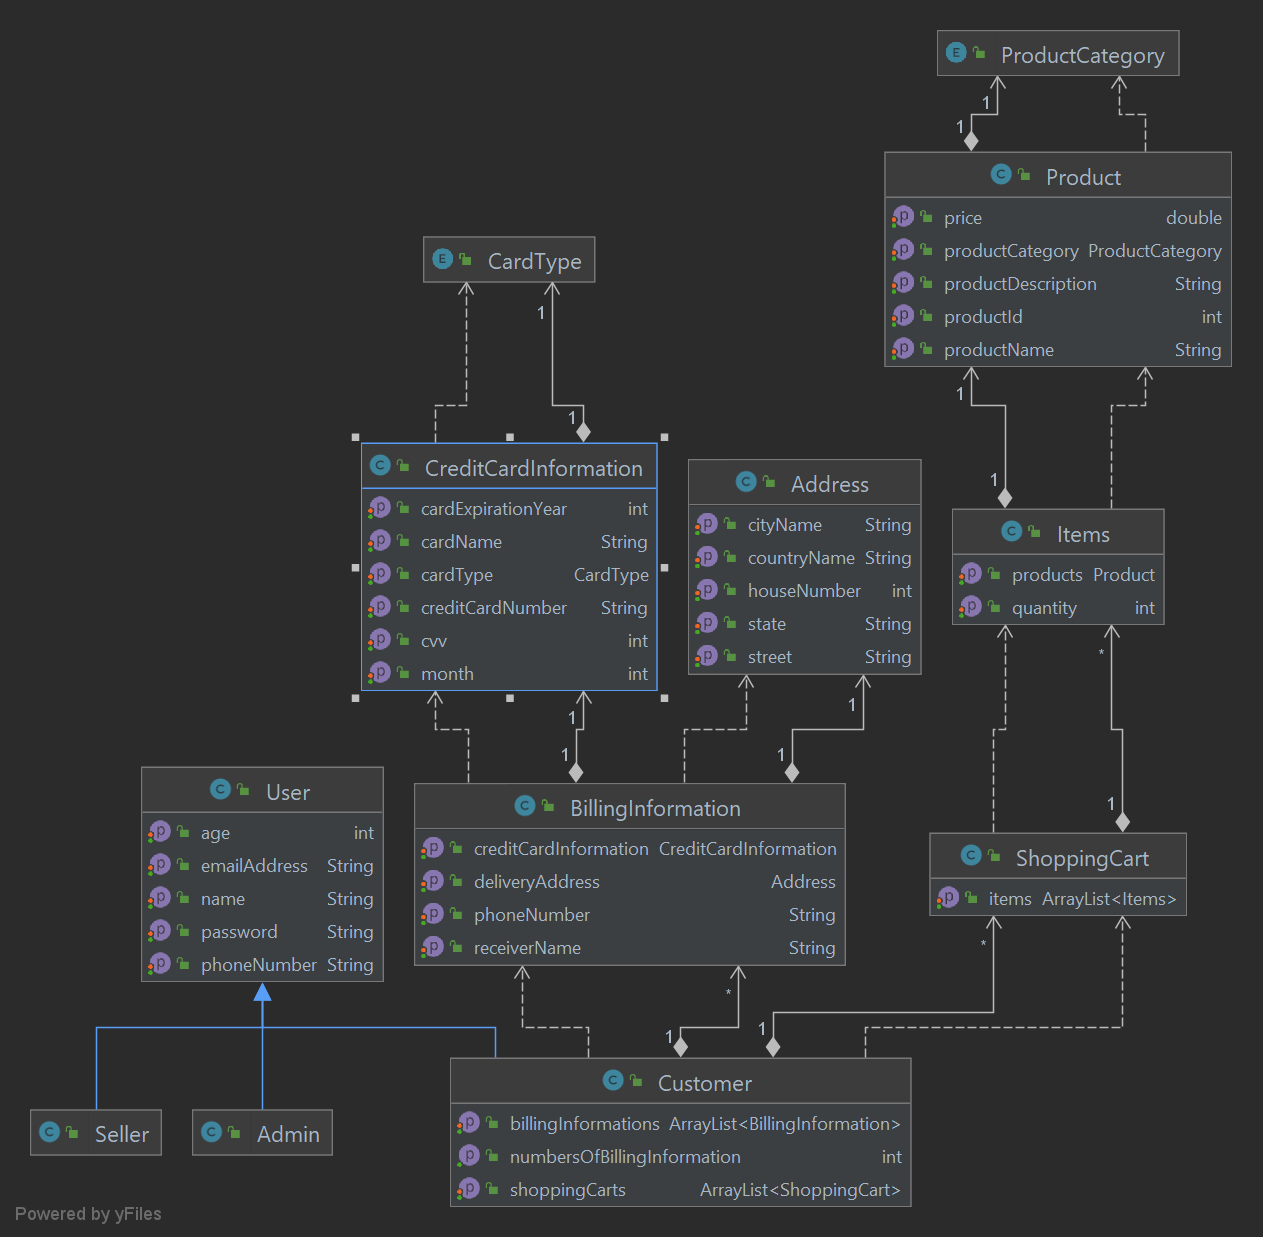 E ProductCategory
1
1
C Product
p price double
p productCategory ProductCategory
p productDescription String
p productId int
p productName String
E CardType
1
1
C CreditCardInformation
p cardExpirationYear int
p cardName String
p cardType CardType
p creditCardNumber String
p cvv int
p month int
C Address
p cityName String
p countryName String
p houseNumber int
p state String
p street String
1
1
C Items
p products Product
p quantity int
1
1
1
1
*
1
C User
p age int
p emailAddress String
p name String
p password String
p phoneNumber String
C BillingInformation
p creditCardInformation CreditCardInformation
p deliveryAddress Address
p phoneNumber String
p receiverName String
C ShoppingCart
p items ArrayList<Items>
*
1
*
1
C Seller
C Admin
C Customer
p billingInformations ArrayList<BillingInformation>
p numbersOfBillingInformation int
p shoppingCarts ArrayList<ShoppingCart>
Powered by yFiles